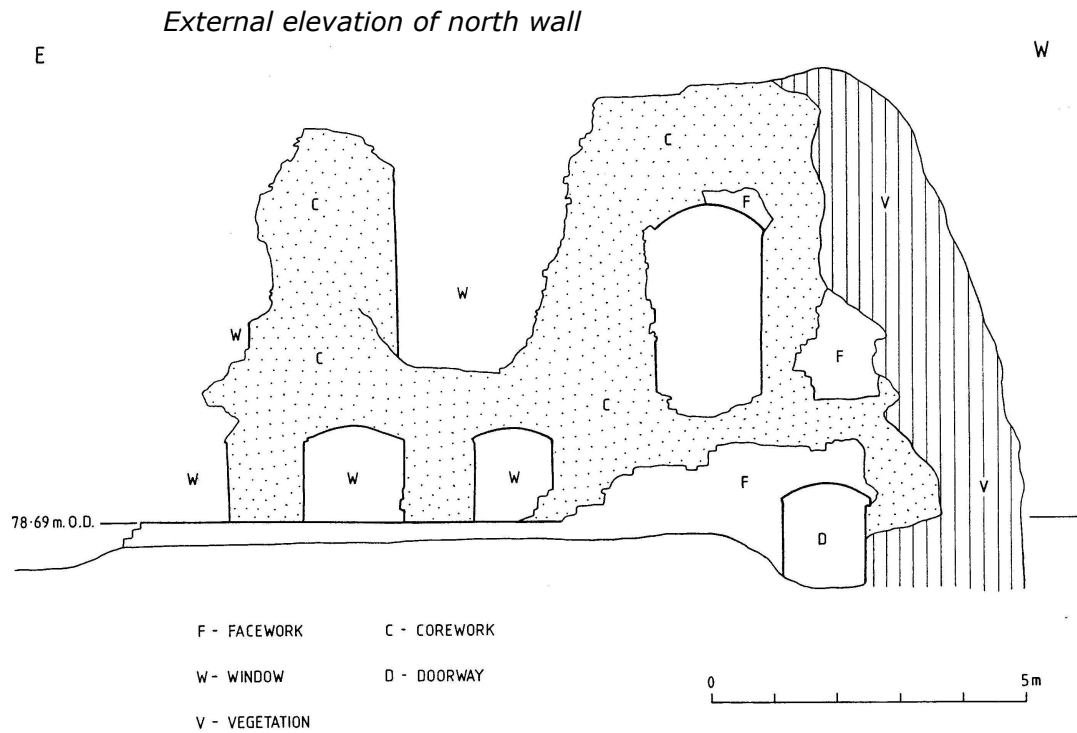 External elevation of north wall
E W
C
C
F
V
W
W
F
C
C
W W W F V
78·69 m. O.D.
D
F - FACEWORK C - COREWORK
W - WINDOW D - DOORWAY
V - VEGETATION
0 5m